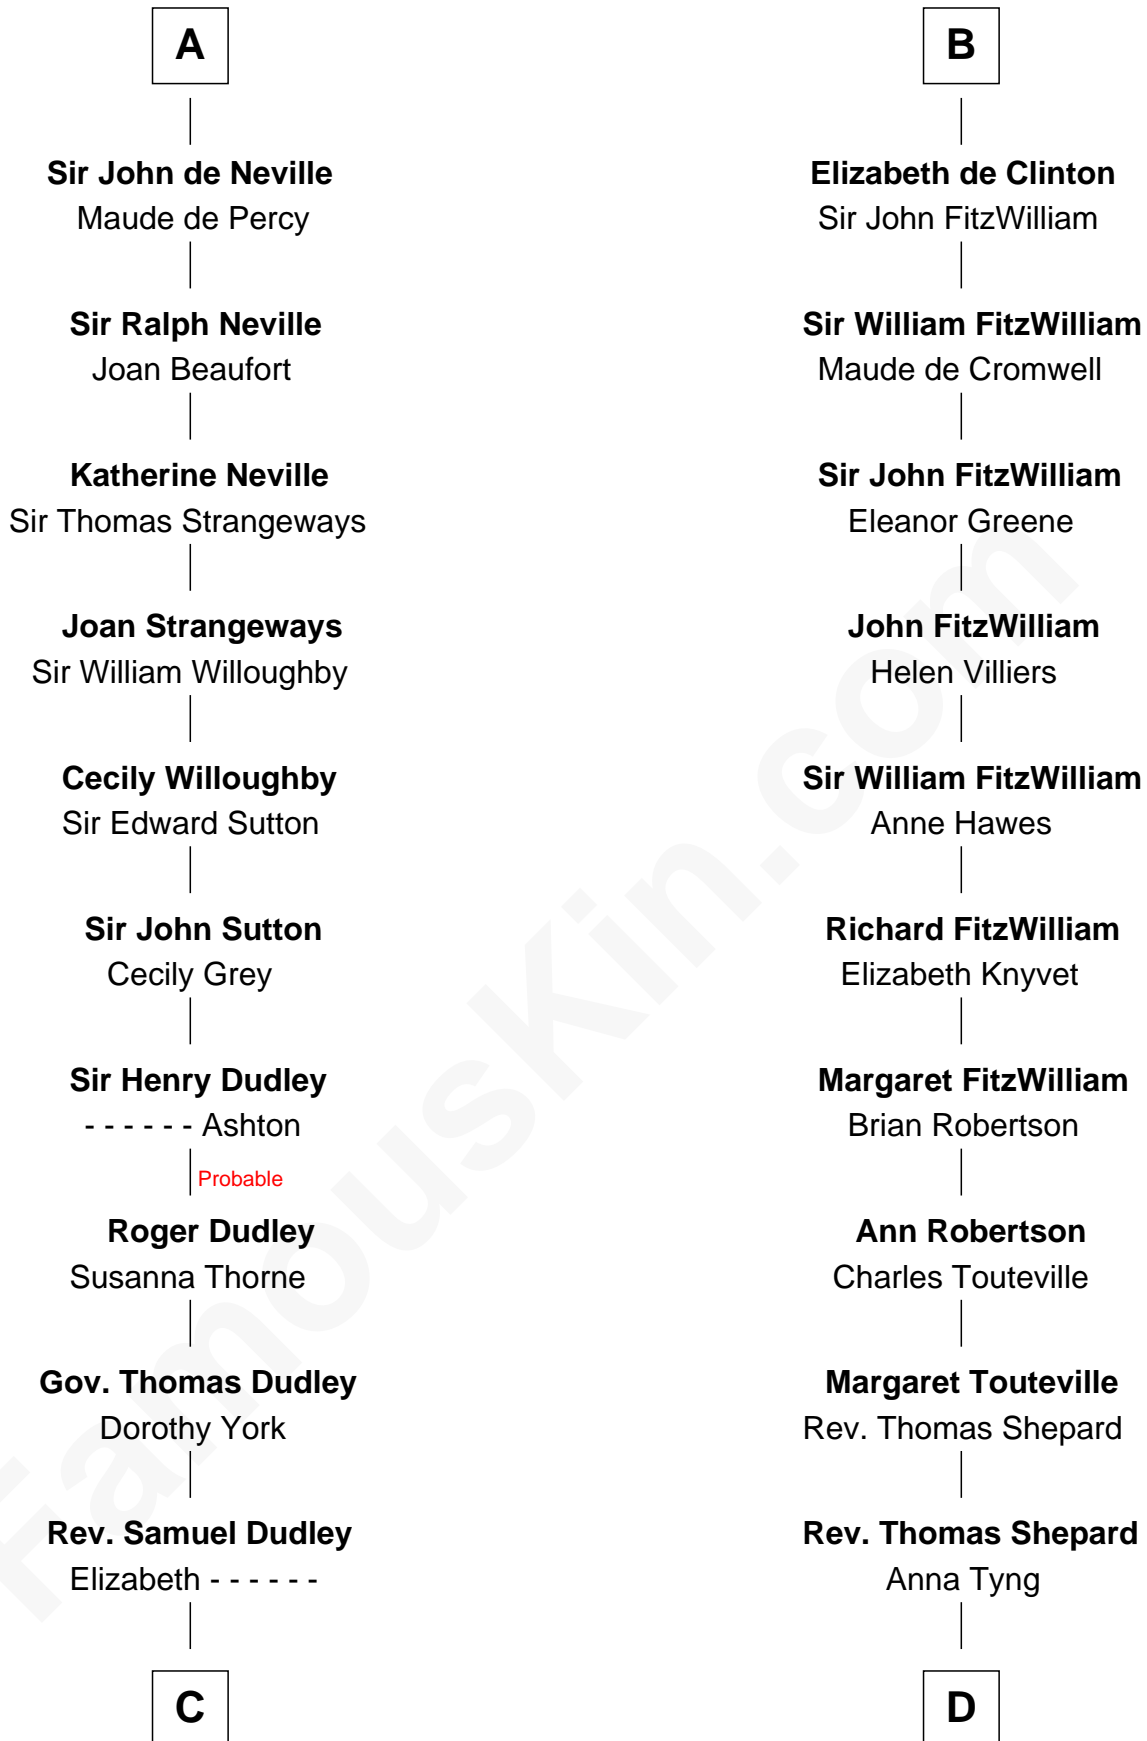 A
Sir John de Neville
Maude de Percy
Sir Ralph Neville
Joan Beaufort
Katherine Neville
Sir Thomas Strangeways
Joan Strangeways
Sir William Willoughby
Cecily Willoughby
Sir Edward Sutton
Sir John Sutton
Cecily Grey
Sir Henry Dudley
- - - - - - Ashton
Probable
Roger Dudley
Susanna Thorne
Gov. Thomas Dudley
Dorothy York
Rev. Samuel Dudley
Elizabeth - - - - - -
C
B
Elizabeth de Clinton
Sir John FitzWilliam
Sir William FitzWilliam
Maude de Cromwell
Sir John FitzWilliam
Eleanor Greene
John FitzWilliam
Helen Villiers
Sir William FitzWilliam
Anne Hawes
Richard FitzWilliam
Elizabeth Knyvet
Margaret FitzWilliam
Brian Robertson
Ann Robertson
Charles Touteville
Margaret Touteville
Rev. Thomas Shepard
Rev. Thomas Shepard
Anna Tyng
D
FamousKin.com